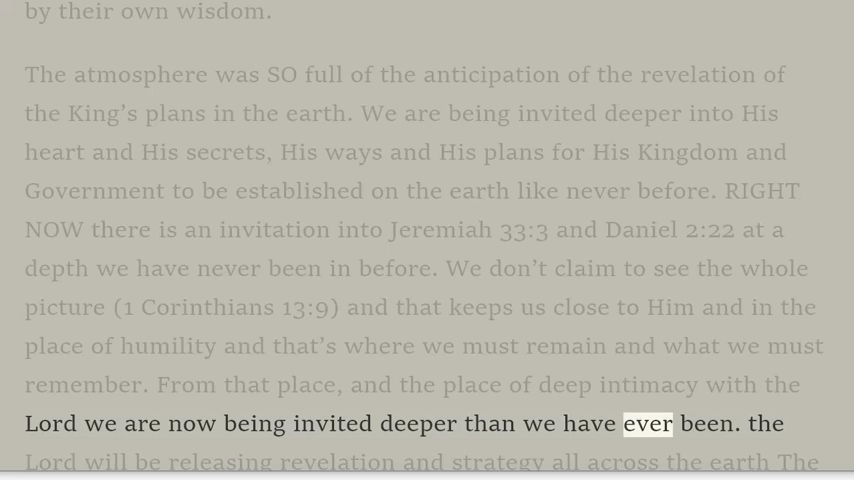 by their own wisdom.
The atmosphere was SO full of the anticipation of the revelation of
the King’s plans in the earth. We are being invited deeper into His
heart and His secrets, His ways and His plans for His Kingdom and
Government to be established on the earth like never before. RIGHT
NOW there is an invitation into Jeremiah 33:3 and Daniel 2:22 at a
depth we have never been in before. We don’t claim to see the whole
picture (1 Corinthians 13:9) and that keeps us close to Him and in the
place of humility and that’s where we must remain and what we must
remember. From that place, and the place of deep intimacy with the
Lord we are now being invited deeper than we have ever been. the
Lord will be releasing revelation and strategy all across the earth The